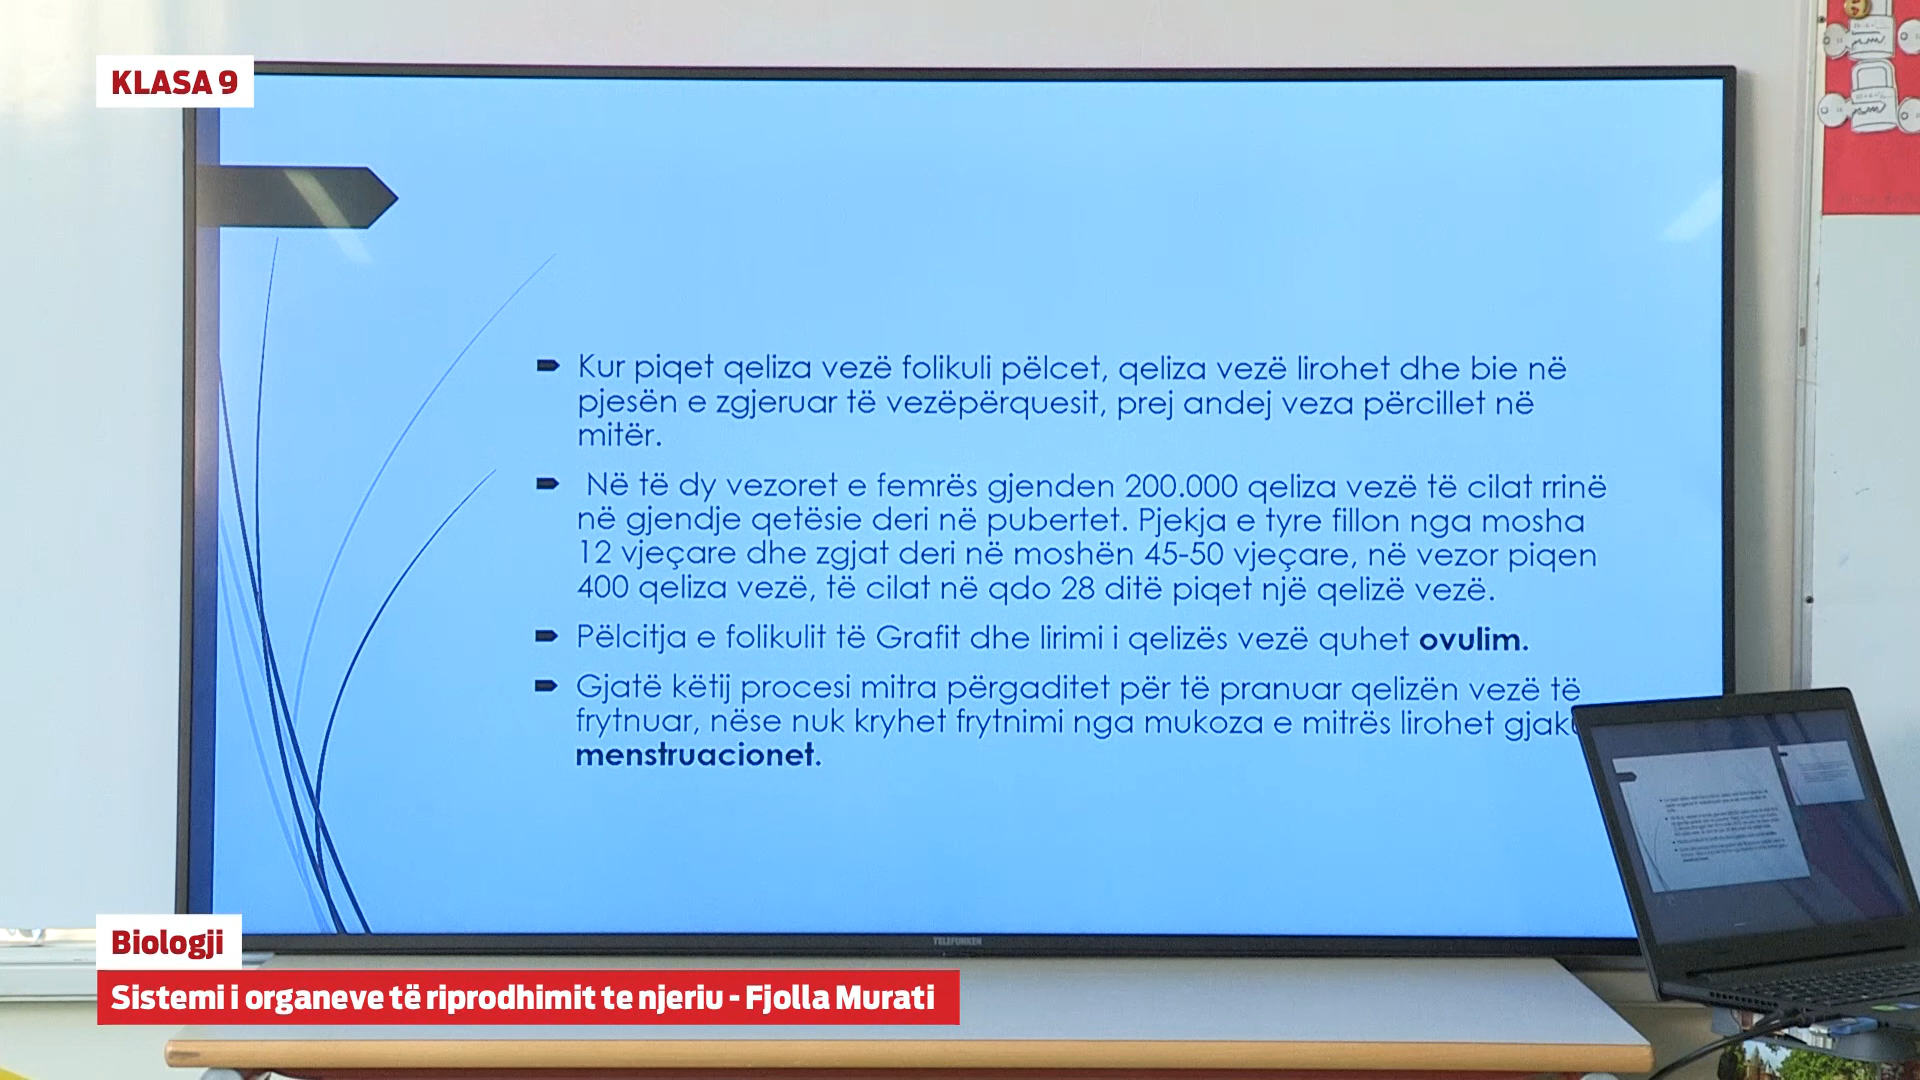 KLASA 9
Kur piqet qeliza vezë folikuli pëlcet, qeliza vezë lirohet dhe bie në
pjesën e zgjeruar të vezëpërquesit, prej andej veza përcillet në
mitër.
Në të dy vezoret e femrës gjenden 200.000 qeliza vezë të cilat rrinë
në gjendje qetësie deri në pubertet. Pjekja e tyre fillon nga mosha
12 vjeçare dhe zgjat deri në moshën 45-50 vjeçare, në vezor piqen
400 qeliza vezë, të cilat në qdo 28 ditë piqet një qelizë vezë.
Pëlcitja e folikulit të Grafit dhe lirimi i qelizës vezë quhet ovulim.
Gjatë këtij procesi mitra përgaditet për të pranuar qelizën vezë të
frytnuar, nëse nuk kryhet frytnimi nga mukoza e mitrës lirohet
menstruacionet.
TELEFUNKEN
Biologji
Sistemi i organeve të riprodhimit te njeriu - Fjolla Murati